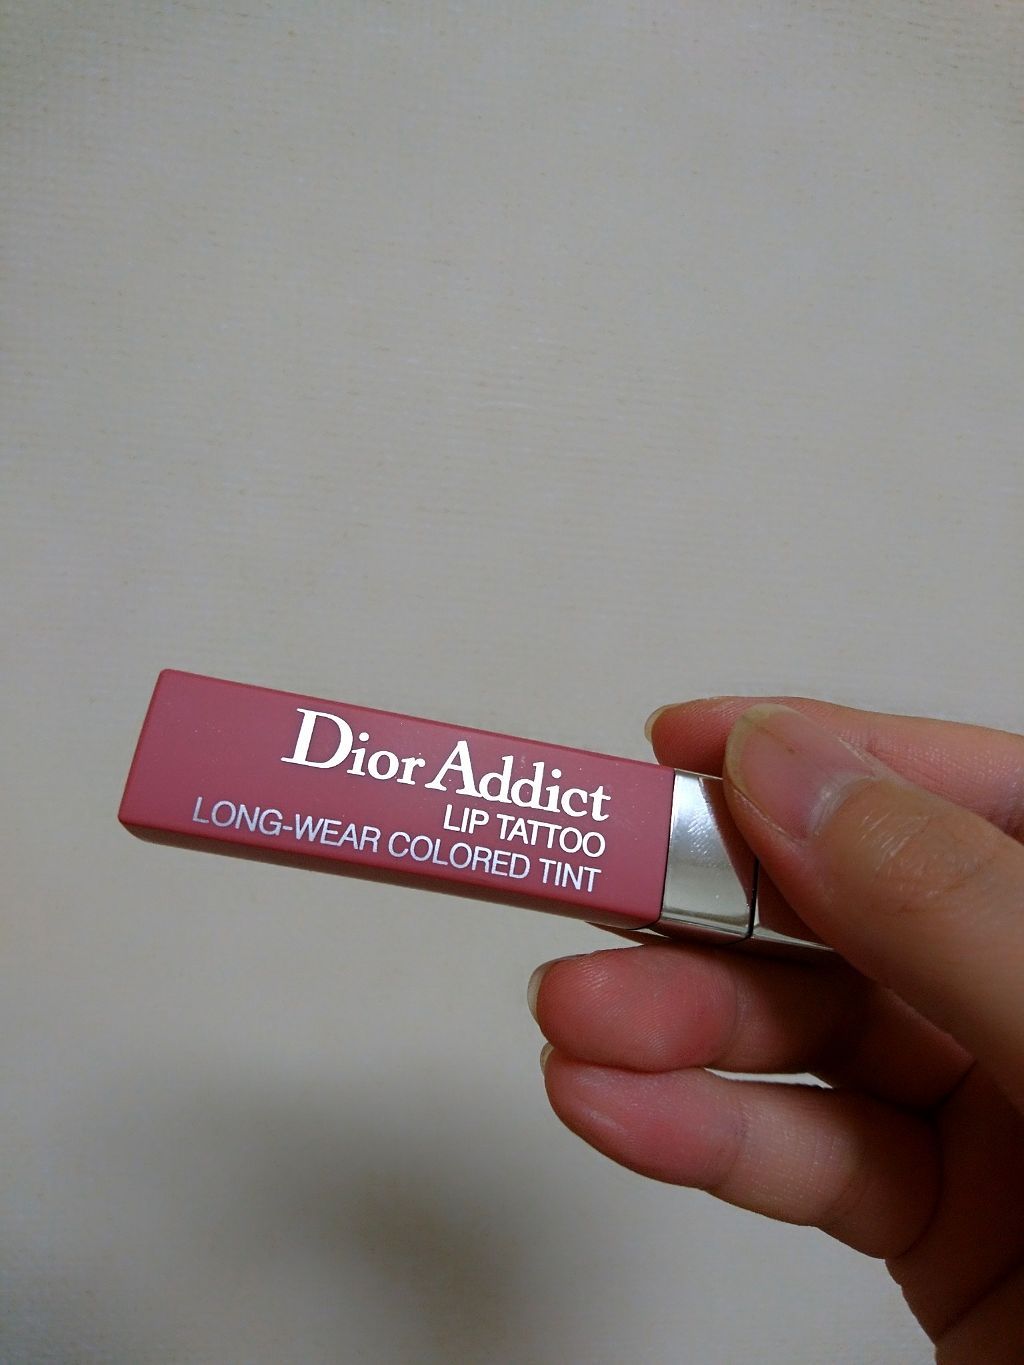 Dior Addict
LIP TATTOO
LONG-WEAR COLORED TINT